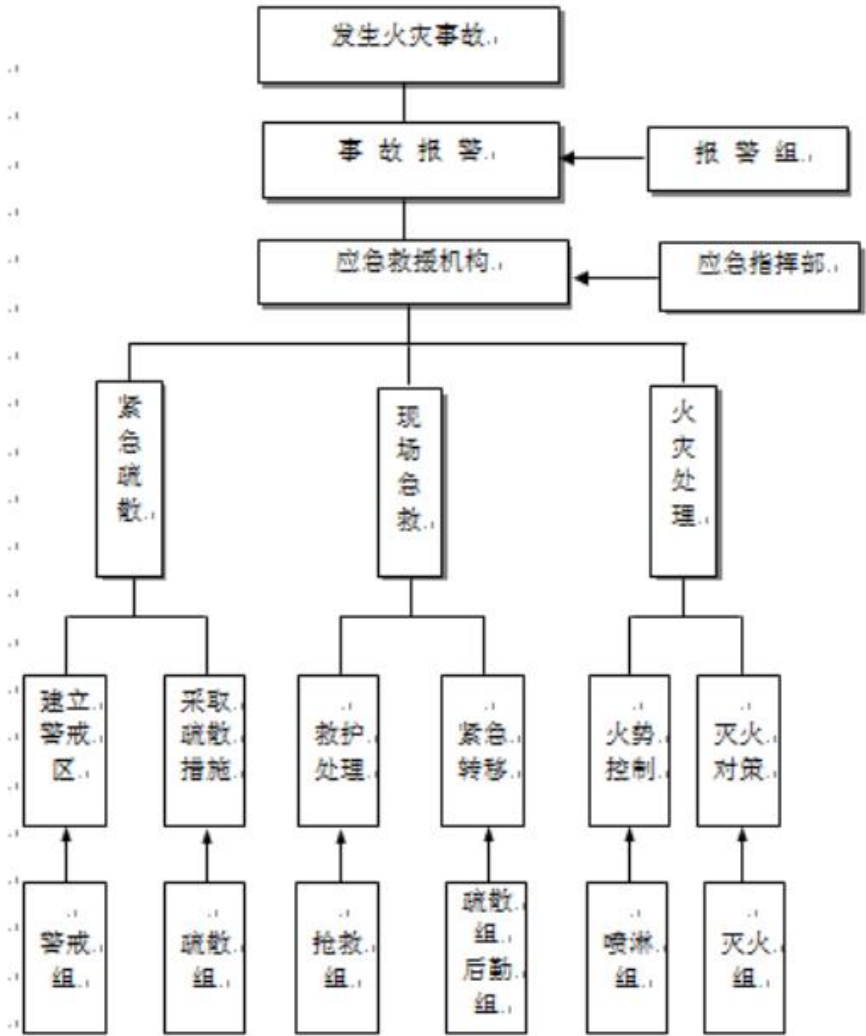 发生火灾事故
事 故 报 警
报 警 组
应急救援机构
应急指挥部
紧
急
疏
散
现
场
急
救
火
灾
处
理
建立
警戒
区
采取
疏散
措施
救护
处理
紧急
转移
火势
控制
灭火
对策
警戒
组
疏散
组
抢救
组
疏散
组
后勤
组
喷淋
组
灭火
组